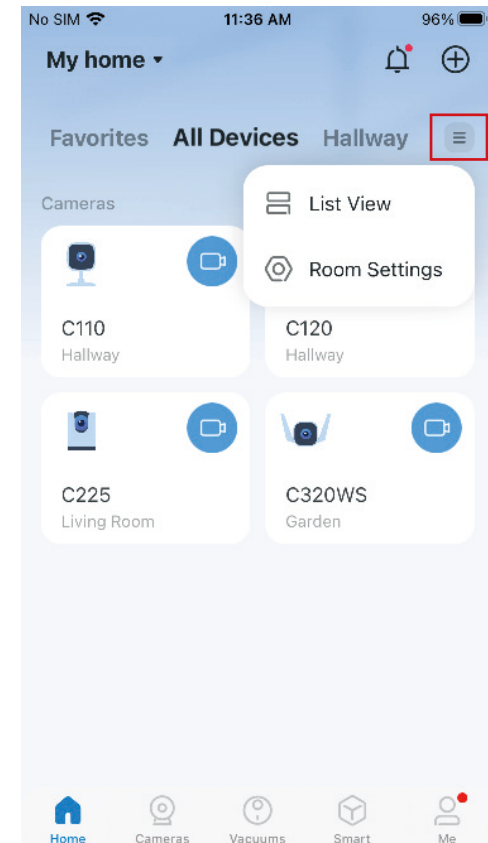 No SIM 11:36 AM 96%
My home
Favorites All Devices Hallway
Cameras
List View
Room Settings
C110
Hallway
C120
Hallway
C225
Living Room
C320WS
Garden
Home Cameras Vacuums Smart Me